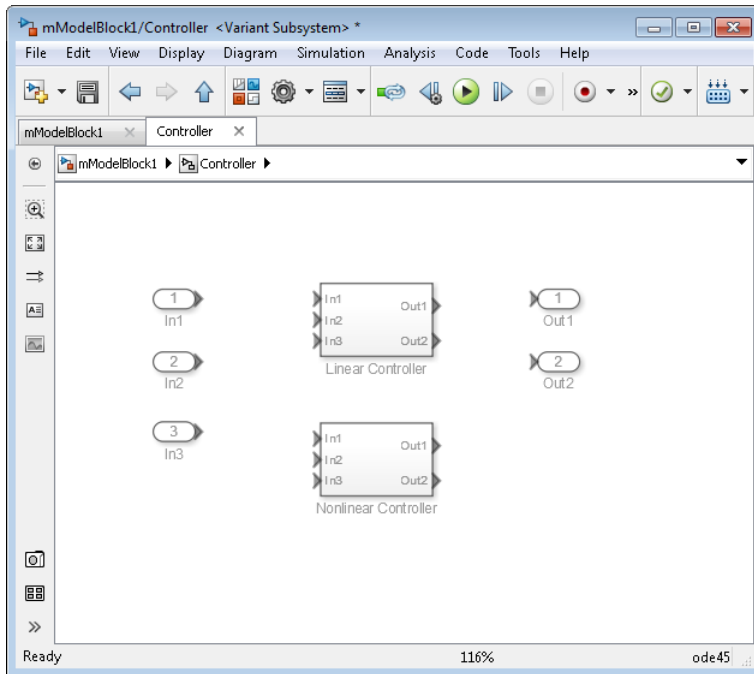 mModelBlock1/Controller <Variant Subsystem> *
File Edit View Display Diagram Simulation Analysis Code Tools Help
»
mModelBlock1 Controller
mModelBlock1 Controller
1 In1 Out1 1
In1 In2 Out1
In3 Out2
2 Linear Controller 2
In2 Out2
3 In1 Out1
In3 In2
In3 Out2
Nonlinear Controller
Ready 116% ode45